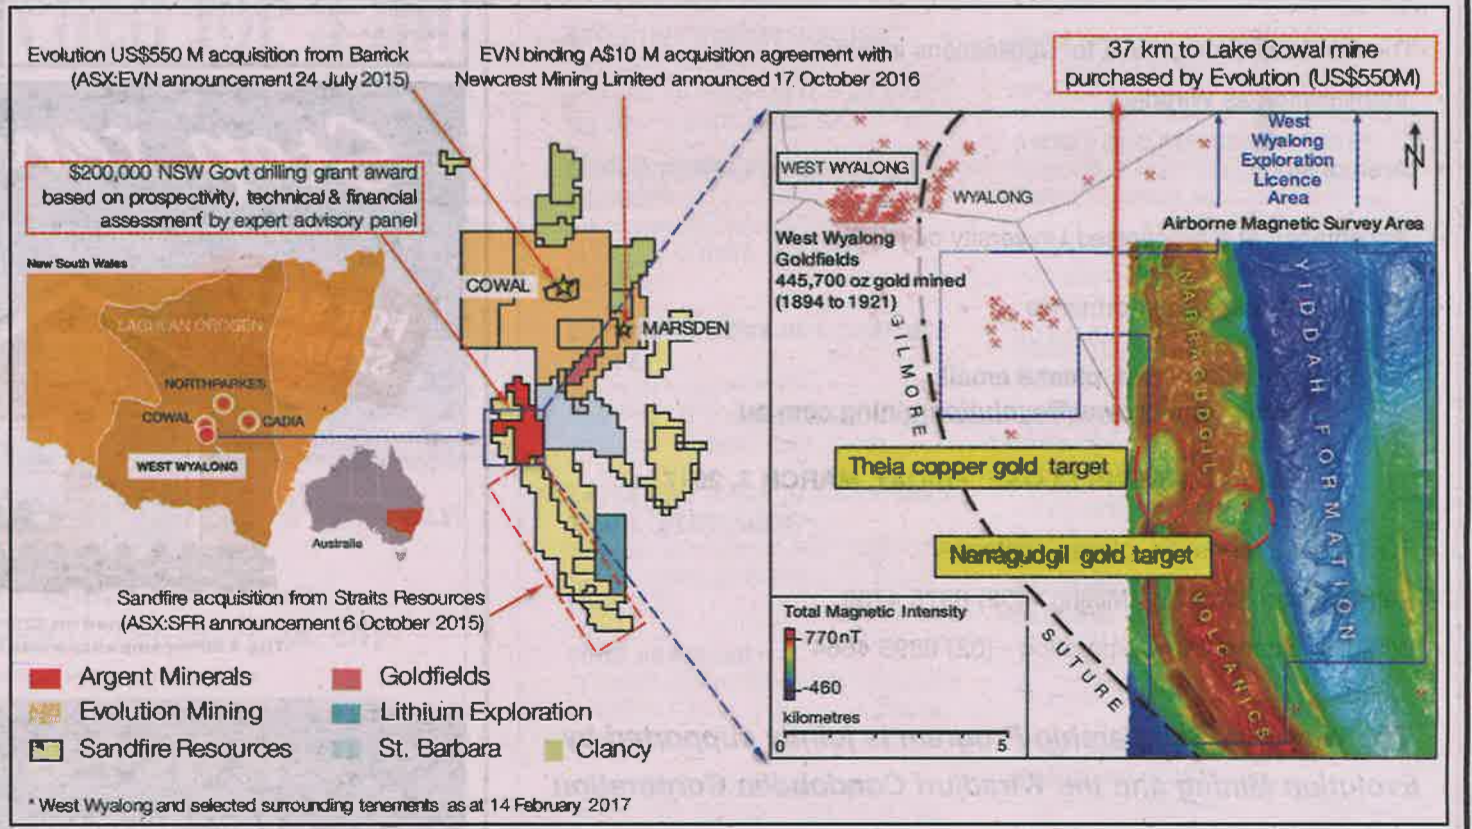 Evolution US$550 M acquisition from Barrick
(ASX:EVN announcement 24 July 2015)
EVN binding A$10 M acquisition agreement with
Newcrest Mining Limited announced 17 October 2016
37 km to Lake Cowal mine
purchased by Evolution (US$550M)
$200,000 NSW Govt drilling grant award
based on prospectivity, technical & financial
assessment by expert advisory panel
New South Wales
LACHLAN OROGEN
NORTHPARKES
COWAL
CADIA
WEST WYALONG
Australia
COWAL
MARSDEN
Sandfire acquisition from Straits Resources
(ASX:SFR announcement 6 October 2015)
Argent Minerals
Goldfields
Evolution Mining
Lithium Exploration
Sandfire Resources
St. Barbara
Clancy
* West Wyalong and selected surrounding tenements as at 14 February 2017
WEST WYALONG
WYALONG
West
Wyalong
Exploration
Licence
Area
N
Airborne Magnetic Survey Area
West Wyalong
Goldfields
445,700 oz gold mined
(1894 to 1921)
GILMORE
SUTURE
NARRAGUDGIL
VOLCANICS
YIDDAH FORMATION
Theia copper gold target
Narragudgil gold target
Total Magnetic Intensity
770nT
-460
kilometres
0 5